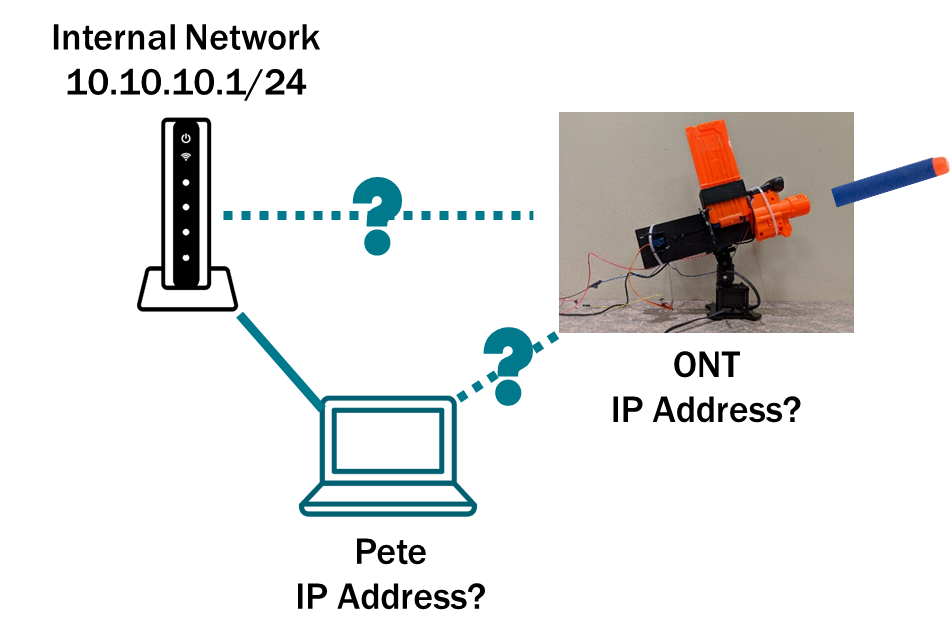 Internal Network
10.10.10.1/24
?
?
ONT
IP Address?
Pete
IP Address?